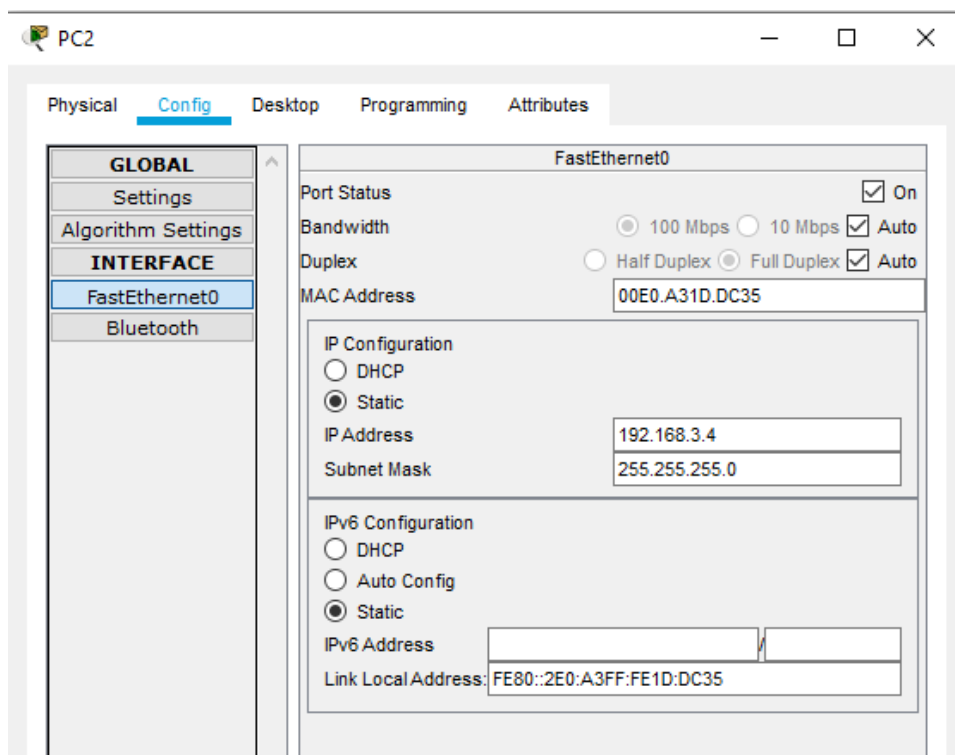 PC2
Physical Config Desktop Programming Attributes
GLOBAL
Settings
Algorithm Settings
INTERFACE
FastEthernet0
Bluetooth
FastEthernet0
Port Status On
Bandwidth 100 Mbps 10 Mbps Auto
Duplex Half Duplex Full Duplex Auto
MAC Address 00E0.A31D.DC35
IP Configuration
DHCP
Static
IP Address 192.168.3.4
Subnet Mask 255.255.255.0
IPv6 Configuration
DHCP
Auto Config
Static
IPv6 Address /
Link Local Address: FE80::2E0:A3FF:FE1D:DC35